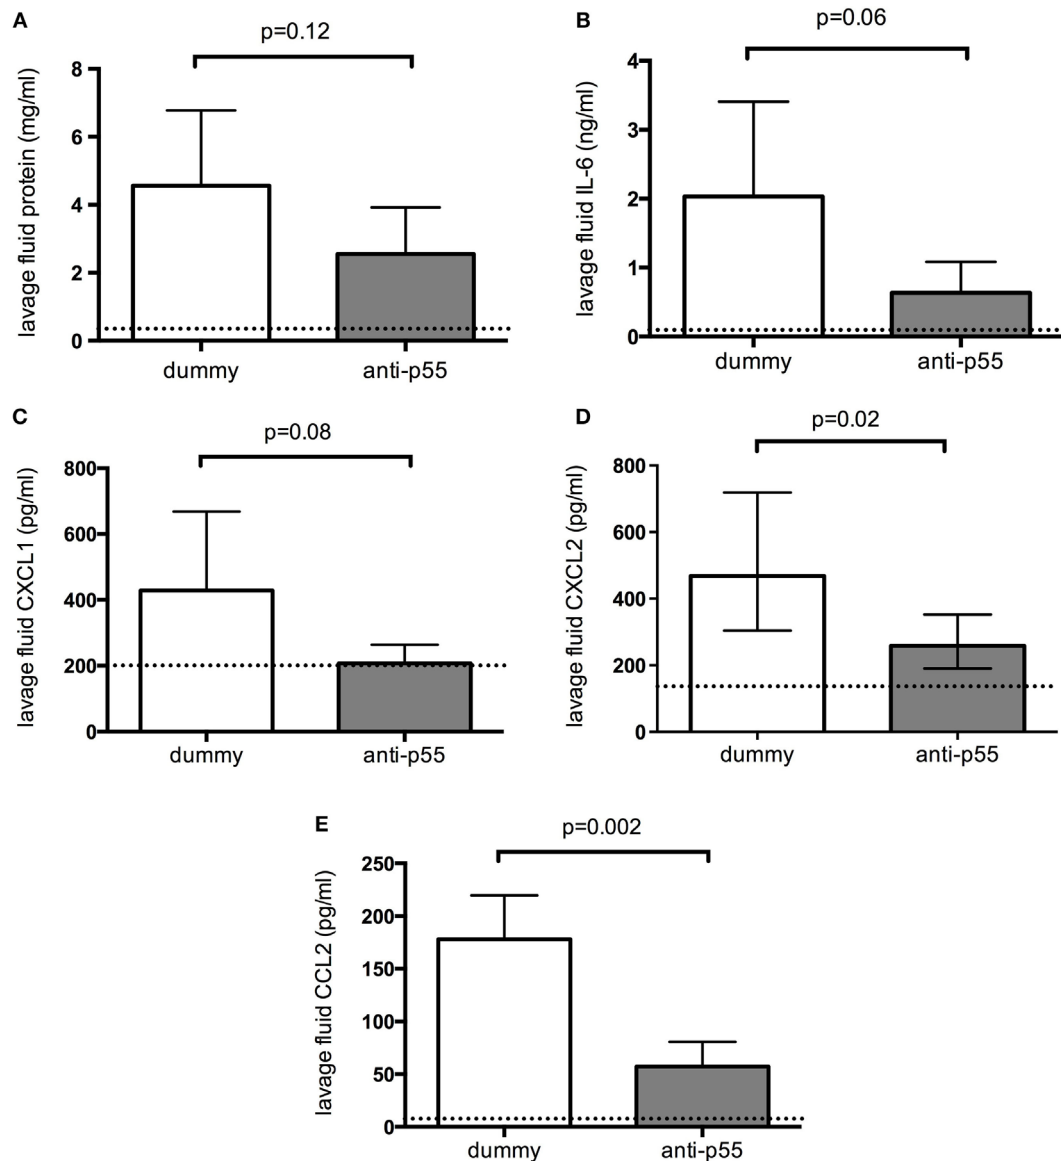 A
p=0.12
lavage fluid protein (mg/ml)
8
6
4
2
0
dummy
anti-p55
B
p=0.06
lavage fluid IL-6 (ng/ml)
4
3
2
1
0
dummy
anti-p55
C
p=0.08
lavage fluid CXCL1 (pg/ml)
800
600
400
200
0
dummy
anti-p55
D
p=0.02
lavage fluid CXCL2 (pg/ml)
800
600
400
200
0
dummy
anti-p55
E
p=0.002
lavage fluid CCL2 (pg/ml)
250
200
150
100
50
0
dummy
anti-p55